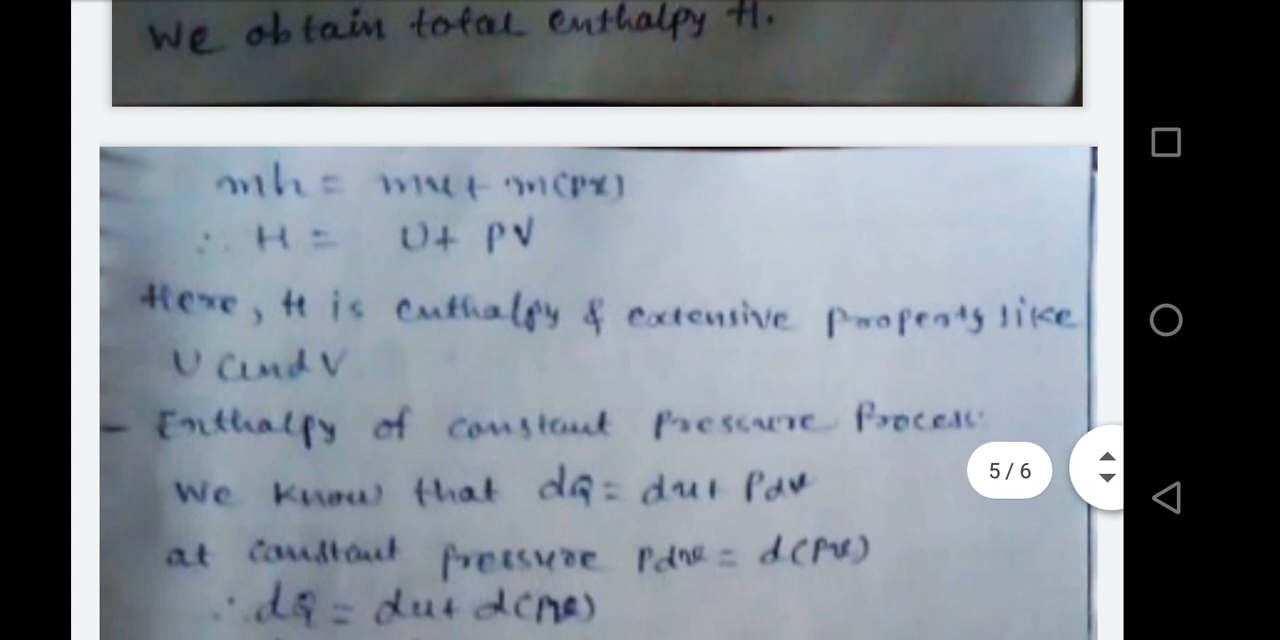 We obtain total enthalpy H.
mh = mu + m(pv)
∴ H = U + PV
Here, H is enthalpy & extensive property like
U and V
- Enthalpy of constant Pressure Process:
We know that dQ = du + Pdv
at constant pressure Pdv = d(Pv)
∴ dQ = du + d(Pv)
5 / 6